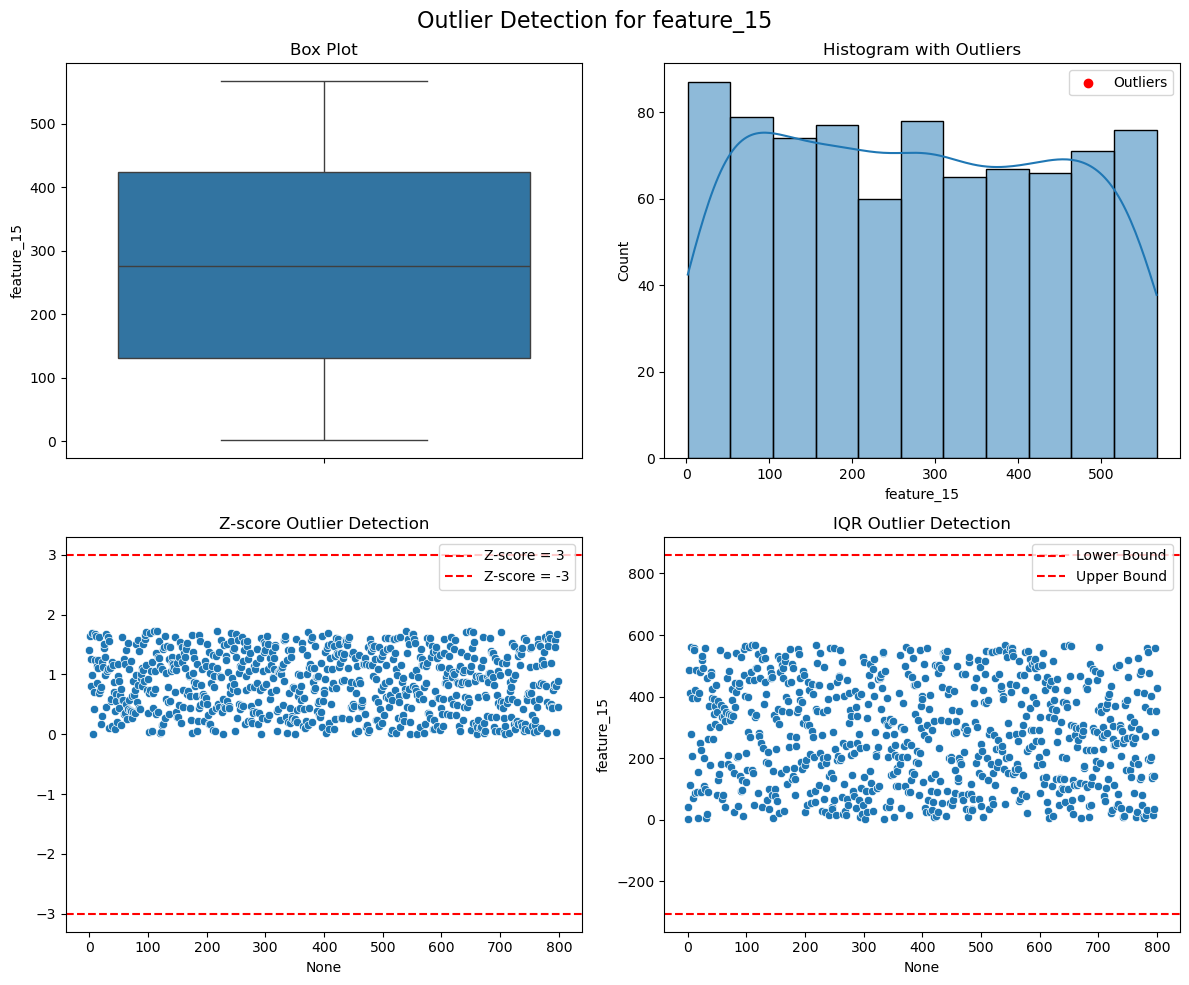 Outlier Detection for feature_15
Box Plot
500
400
300
200
100
0
feature_15
Histogram with Outliers
Outliers
80
60
40
20
0
Count
0 100 200 300 400 500
feature_15
Z-score Outlier Detection
Z-score = 3
Z-score = -3
3
2
1
0
−1
−2
−3
0 100 200 300 400 500 600 700 800
None
IQR Outlier Detection
Lower Bound
Upper Bound
800
600
400
200
0
−200
feature_15
0 100 200 300 400 500 600 700 800
None